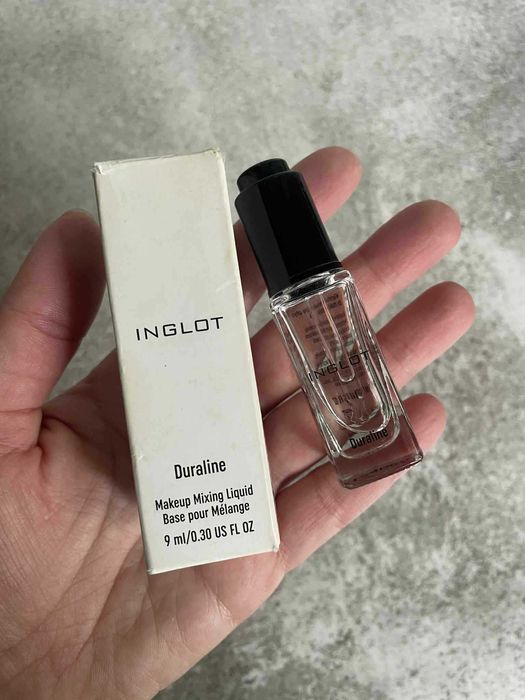 INGLOT
Duraline
Makeup Mixing Liquid
Base pour Mélange
9 ml/0.30 US FL OZ
INGLOT
Duraline